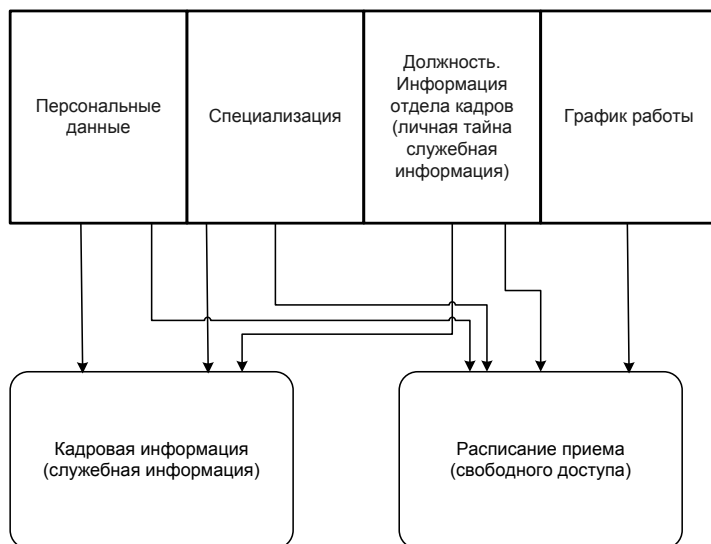 Персональные
данные
Специализация
Должность.
Информация
отдела кадров
(личная тайна
служебная
информация)
График работы
Кадровая информация
(служебная информация)
Расписание приема
(свободного доступа)